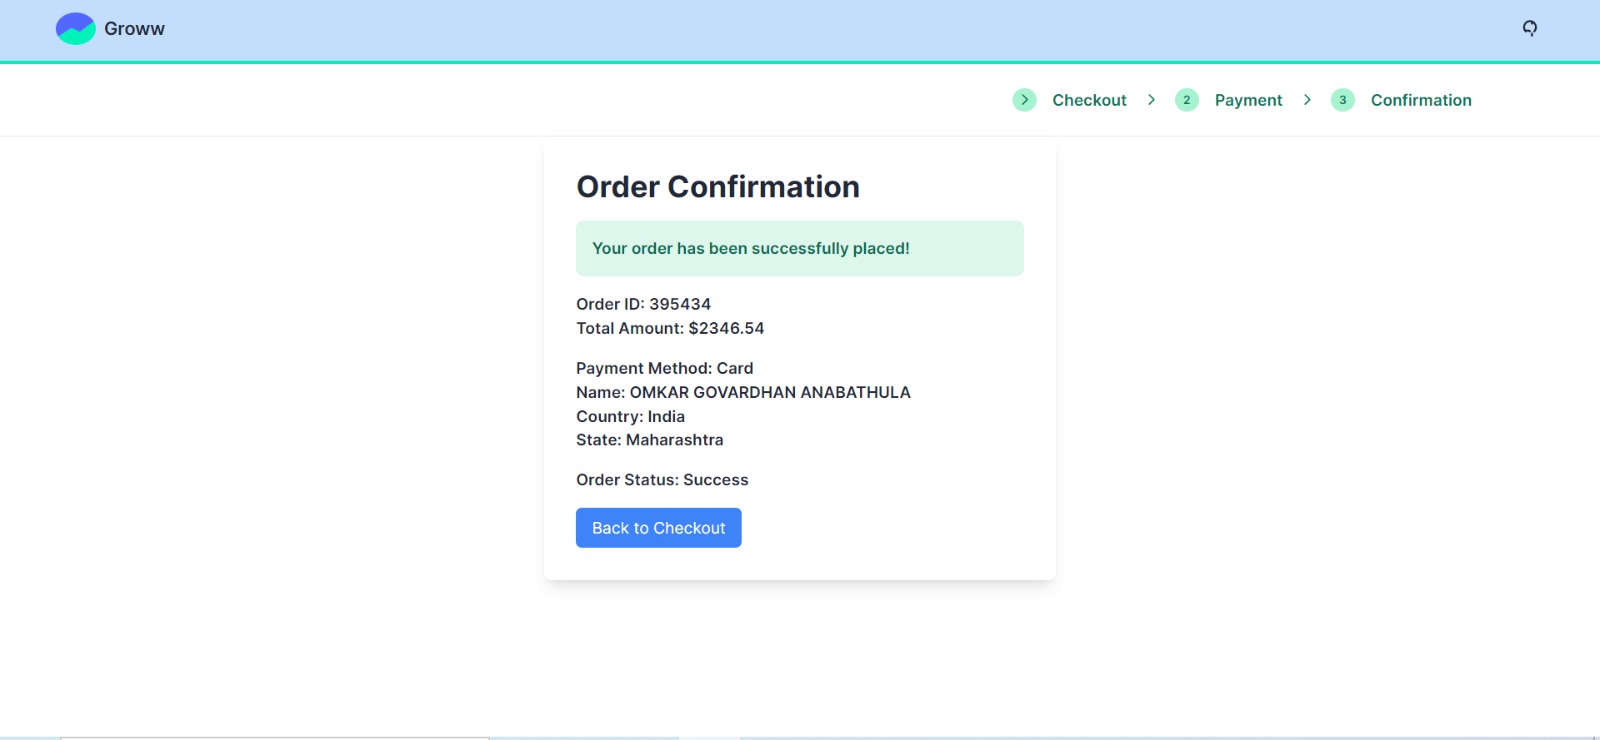 Groww
Checkout 2 Payment 3 Confirmation
Order Confirmation
Your order has been successfully placed!
Order ID: 395434
Total Amount: $2346.54
Payment Method: Card
Name: OMKAR GOVARDHAN ANABATHULA
Country: India
State: Maharashtra
Order Status: Success
Back to Checkout